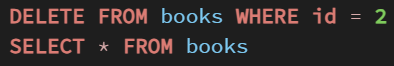 DELETE FROM books WHERE id = 2
SELECT * FROM books